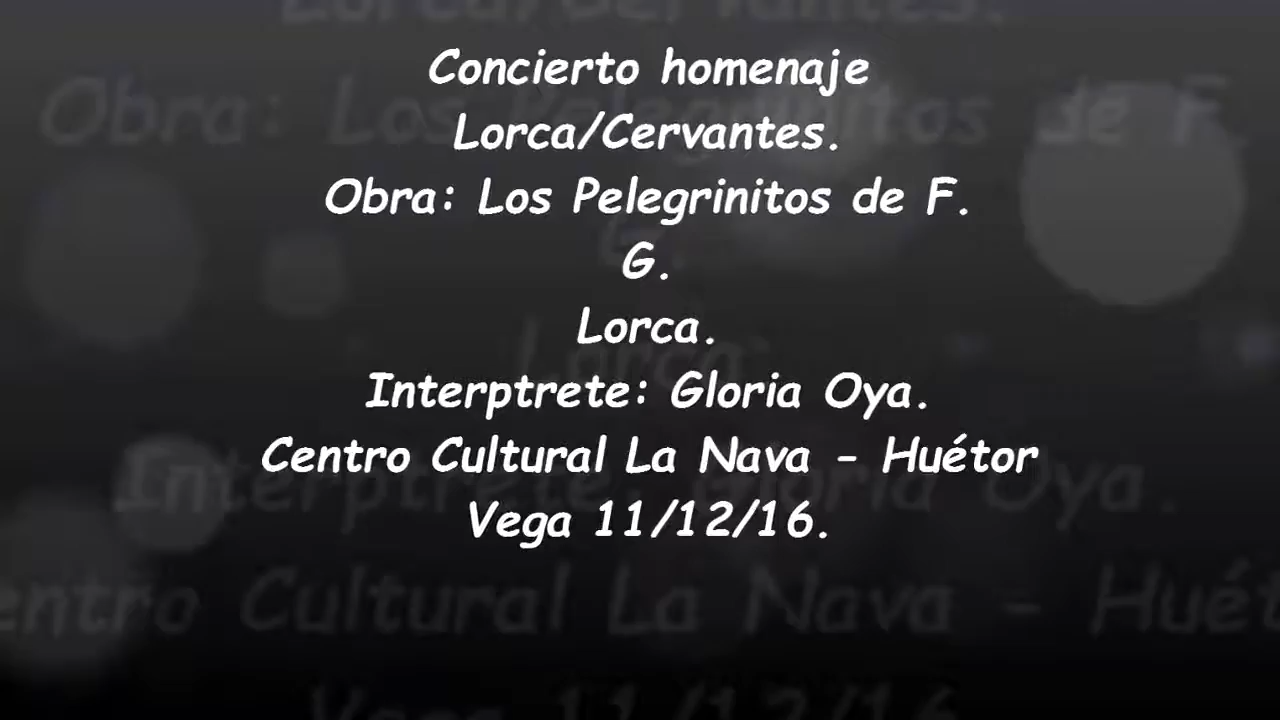 Concierto homenaje
Lorca/Cervantes.
Obra: Los Pelegrinitos de F.
G.
Lorca.
Interptrete: Gloria Oya.
Centro Cultural La Nava - Huétor
Vega 11/12/16.